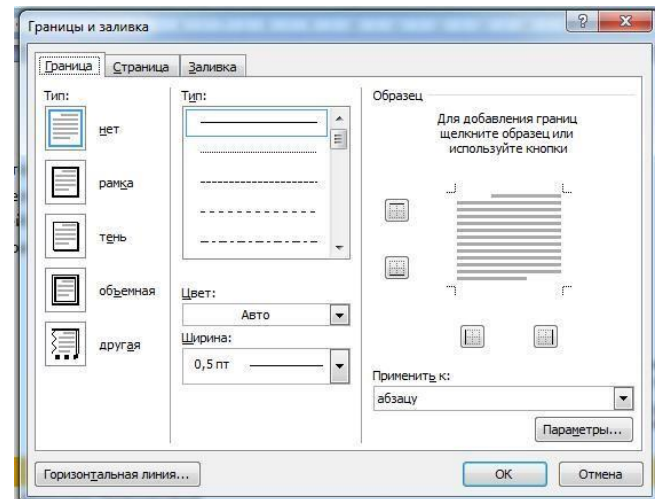 Границы и заливка
Граница
Страница
Заливка
Тип:
нет
рамка
тень
объемная
другая
Тип:
Цвет:
Авто
Ширина:
0,5 пт
Образец
Для добавления границ
щелкните образец или
используйте кнопки
Применить к:
абзацу
Параметры...
Горизонтальная линия...
ОК
Отмена